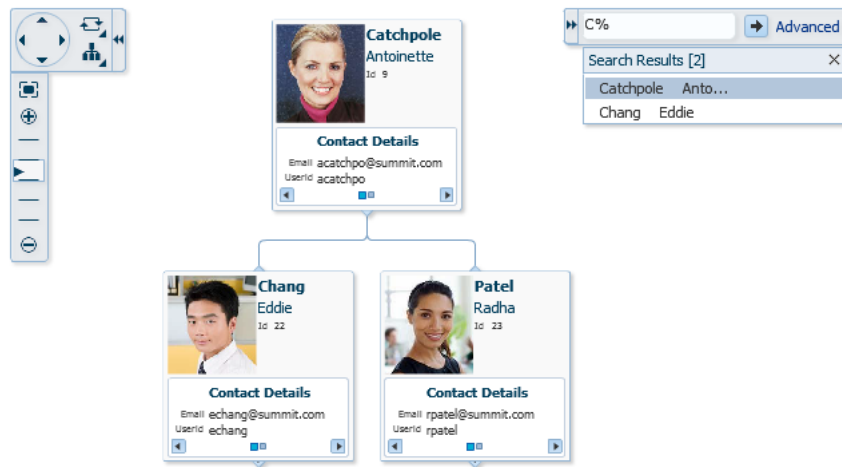 C%
Advanced
Search Results [2]
Catchpole Anto...
Chang Eddie
Catchpole
Antoinette
Id 9
Contact Details
Email acatchpo@summit.com
UserId acatchpo
Chang
Eddie
Id 22
Contact Details
Email echang@summit.com
UserId echang
Patel
Radha
Id 23
Contact Details
Email rpatel@summit.com
UserId rpatel